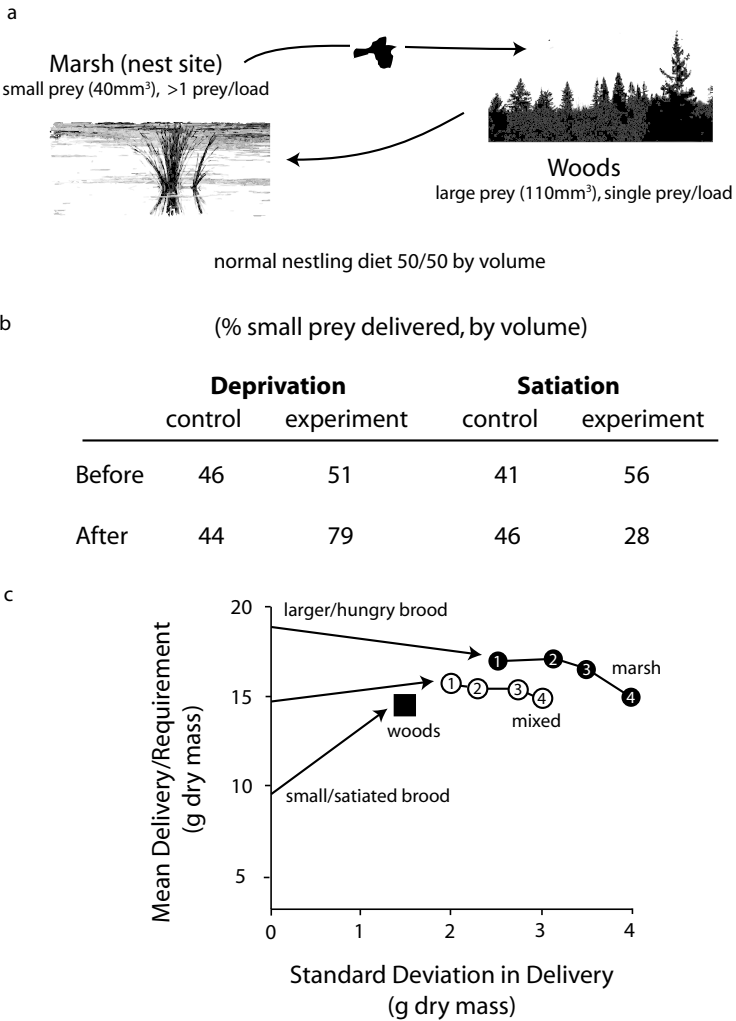 a
Marsh (nest site)
small prey (40mm³), >1 prey/load
Woods
large prey (110mm³), single prey/load
normal nestling diet 50/50 by volume
b
(% small prey delivered, by volume)
Deprivation Satiation
control experiment control experiment
Before 46 51 41 56
After 44 79 46 28
c
Mean Delivery/Requirement
(g dry mass)
20
15
10
5
larger/hungry brood
1 2 3 4
marsh
1 2 3 4
mixed
woods
small/satiated brood
0 1 2 3 4
Standard Deviation in Delivery
(g dry mass)